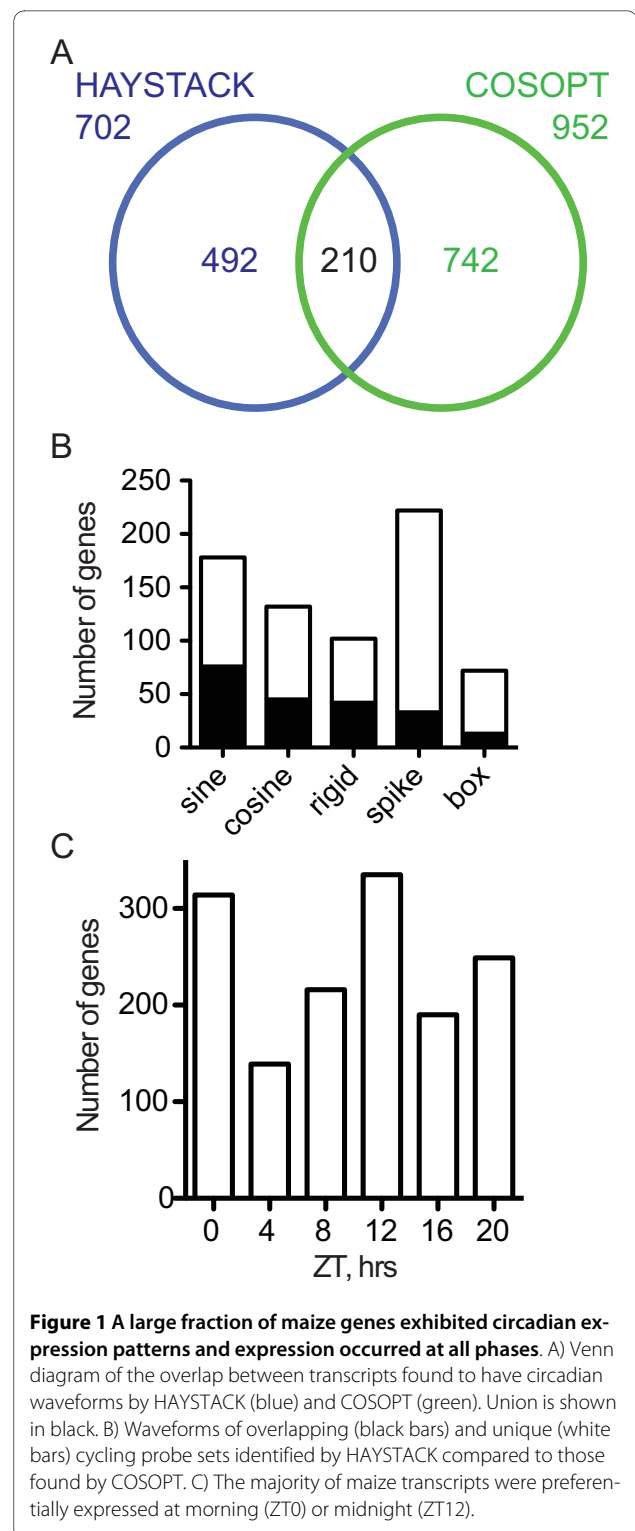 A
HAYSTACK
702
COSOPT
952
492
210
742
B
Number of genes
250
200
150
100
50
0
sine
cosine
rigid
spike
box
C
Number of genes
300
200
100
0
0 4 8 12 16 20
ZT, hrs
Figure 1 A large fraction of maize genes exhibited circadian ex-
pression patterns and expression occurred at all phases. A) Venn
diagram of the overlap between transcripts found to have circadian
waveforms by HAYSTACK (blue) and COSOPT (green). Union is shown
in black. B) Waveforms of overlapping (black bars) and unique (white
bars) cycling probe sets identified by HAYSTACK compared to those
found by COSOPT. C) The majority of maize transcripts were preferen-
tially expressed at morning (ZT0) or midnight (ZT12).